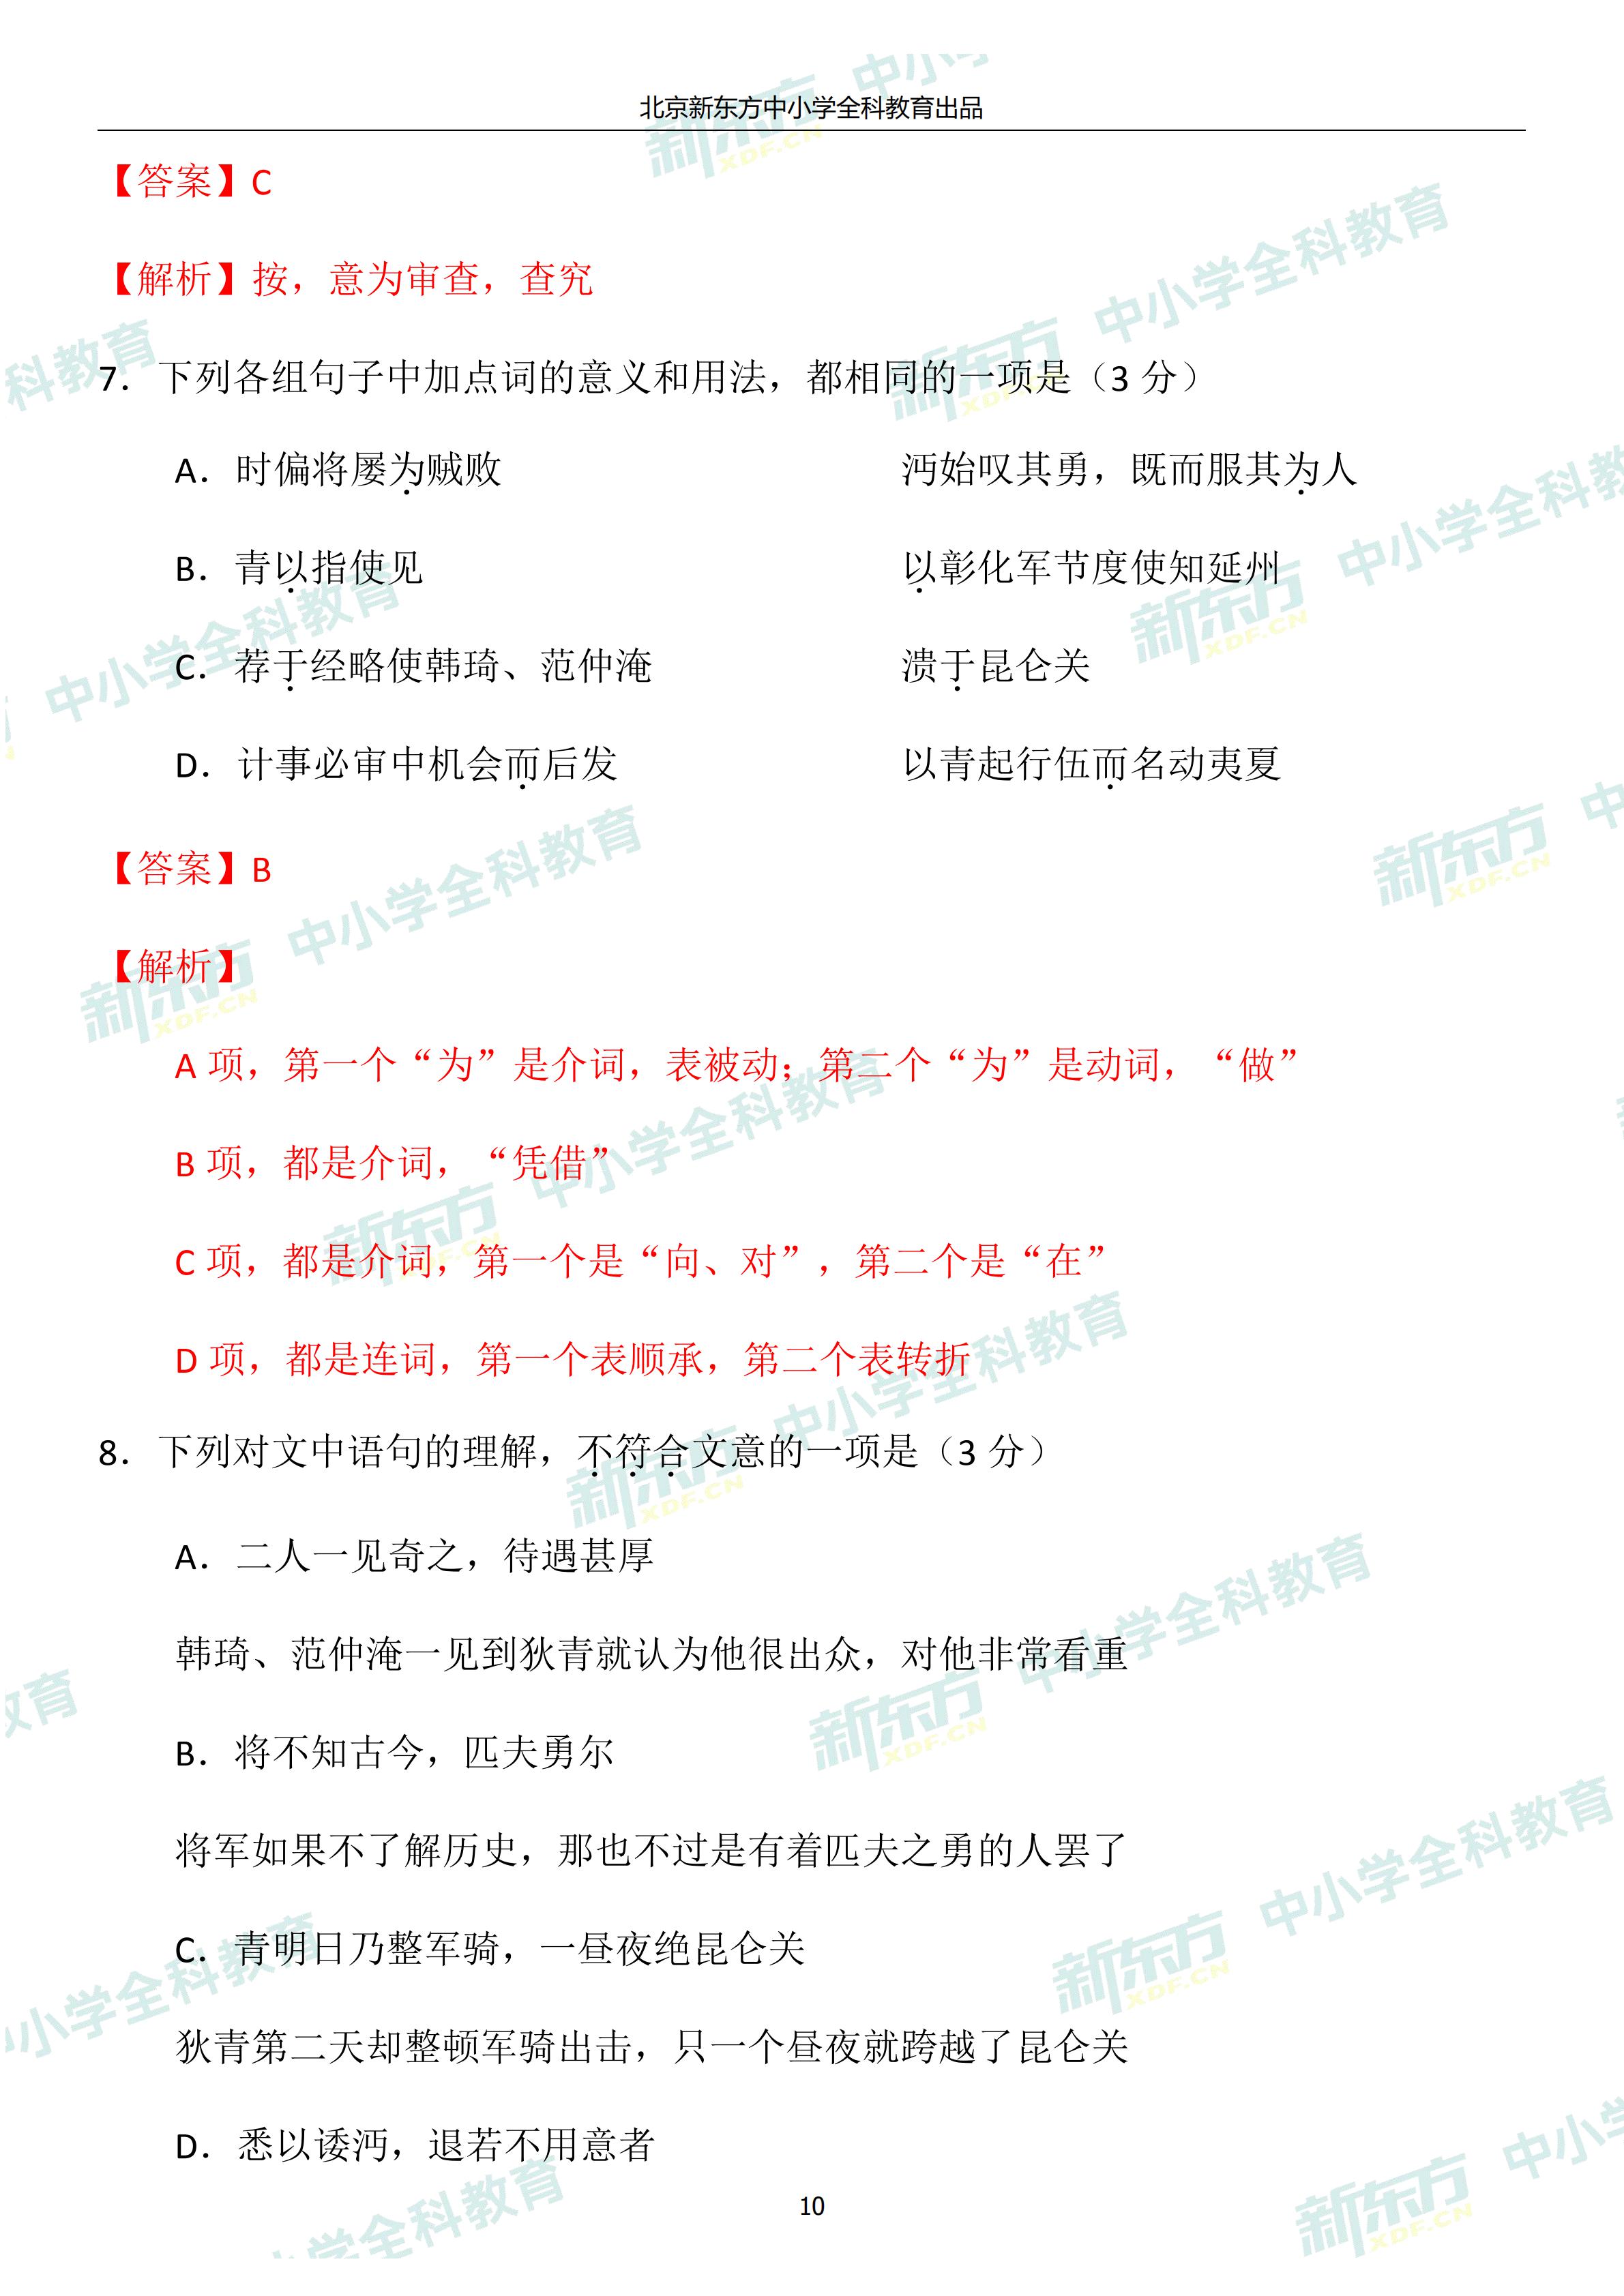 北京新东方中小学全科教育出品
【答案】C
【解析】按，意为审查，查究
7．下列各组句子中加点词的意义和用法，都相同的一项是（3 分）
A．时偏将屡为贼败 沔始叹其勇，既而服其为人
B．青以指使见 以彰化军节度使知延州
C．荐于经略使韩琦、范仲淹 溃于昆仑关
D．计事必审中机会而后发 以青起行伍而名动夷夏
【答案】B
【解析】
A 项，第一个“为”是介词，表被动；第二个“为”是动词，“做”
B 项，都是介词，“凭借”
C 项，都是介词，第一个是“向、对”，第二个是“在”
D 项，都是连词，第一个表顺承，第二个表转折
8．下列对文中语句的理解，不符合文意的一项是（3 分）
A．二人一见奇之，待遇甚厚
韩琦、范仲淹一见到狄青就认为他很出众，对他非常看重
B．将不知古今，匹夫勇尔
将军如果不了解历史，那也不过是有着匹夫之勇的人罢了
C．青明日乃整军骑，一昼夜绝昆仑关
狄青第二天却整顿军骑出击，只一个昼夜就跨越了昆仑关
D．悉以诿沔，退若不用意者
10
新东方 XDF.CN 中小学全科教育